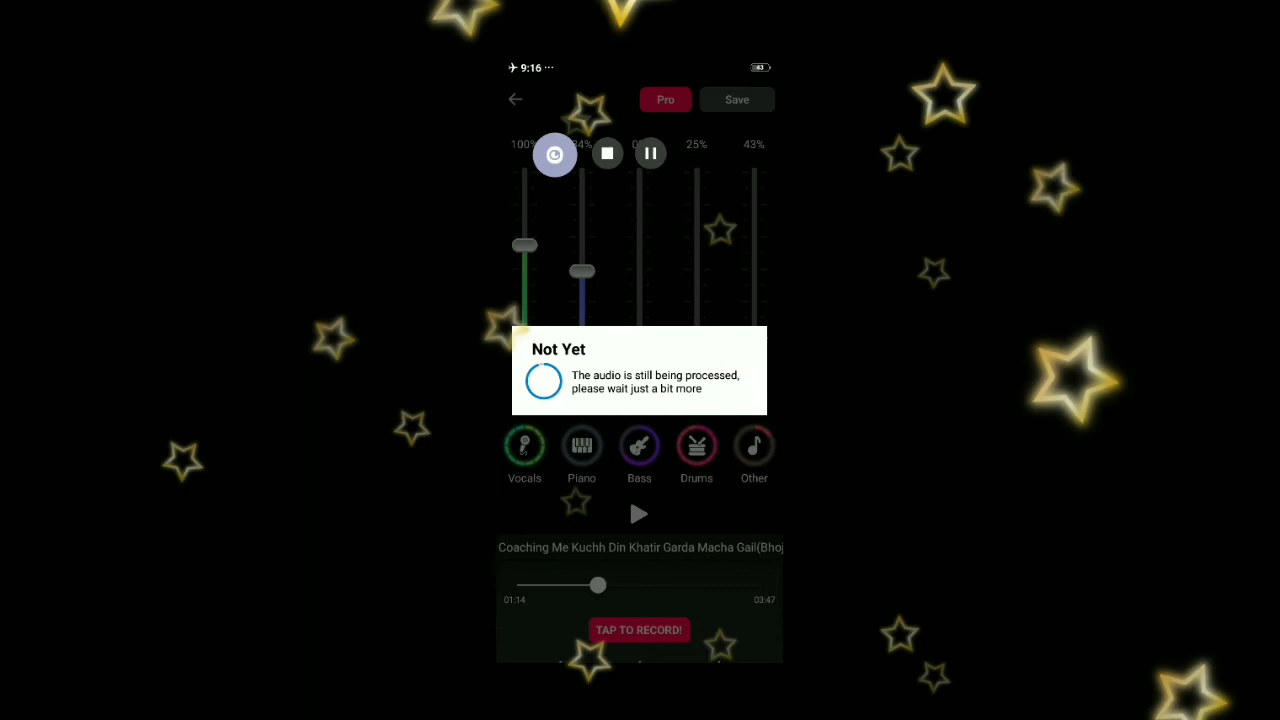 9:16 ···
63
Pro
Save
100%
34%
25%
43%
Not Yet
The audio is still being processed,
please wait just a bit more
Vocals
Piano
Bass
Drums
Other
Coaching Me Kuchh Din Khatir Garda Macha Gail(Bhoj
01:14
03:47
TAP TO RECORD!